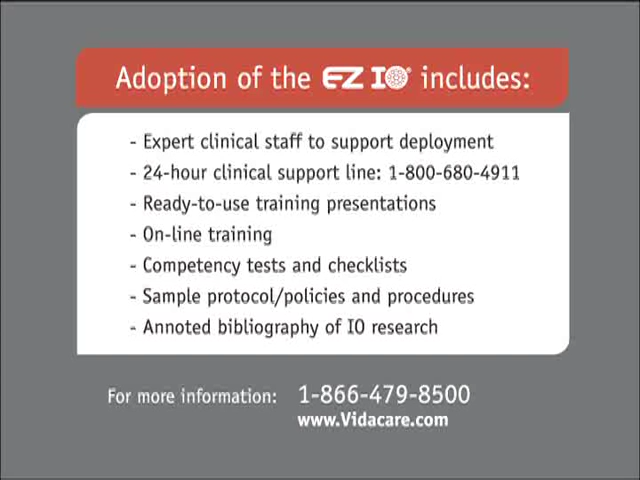 Adoption of the EZ IO® includes:
- Expert clinical staff to support deployment
- 24-hour clinical support line: 1-800-680-4911
- Ready-to-use training presentations
- On-line training
- Competency tests and checklists
- Sample protocol/policies and procedures
- Annoted bibliography of IO research
For more information: 1-866-479-8500
www.Vidacare.com